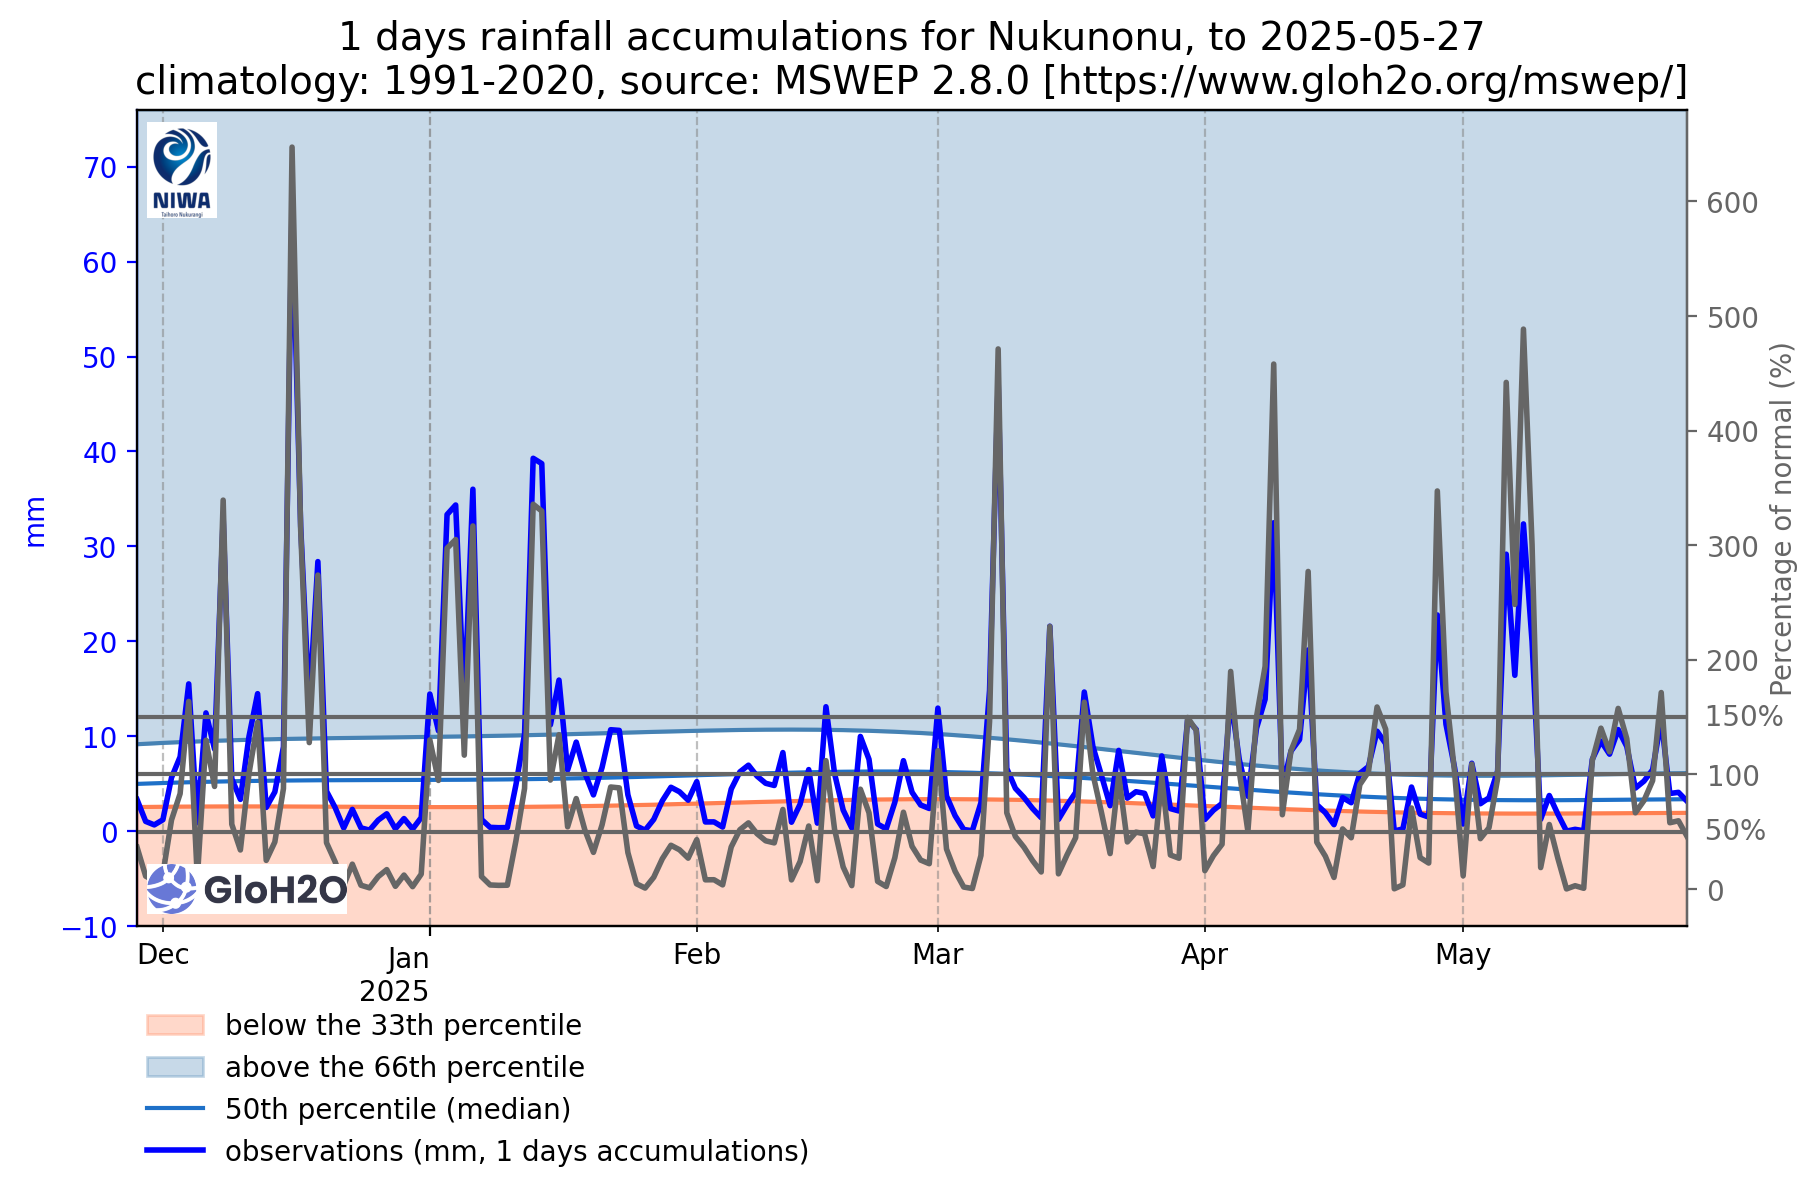 1 days rainfall accumulations for Nukunonu, to 2025-05-27
climatology: 1991-2020, source: MSWEP 2.8.0 [https://www.gloh2o.org/mswep/]
NIWA
Taihoro Nukurangi
70
60
50
40
30
20
10
0
−10
mm
600
500
400
300
200
150%
100
50%
0
Percentage of normal (%)
GloH2O
Dec
Jan
2025
Feb
Mar
Apr
May
below the 33th percentile
above the 66th percentile
50th percentile (median)
observations (mm, 1 days accumulations)